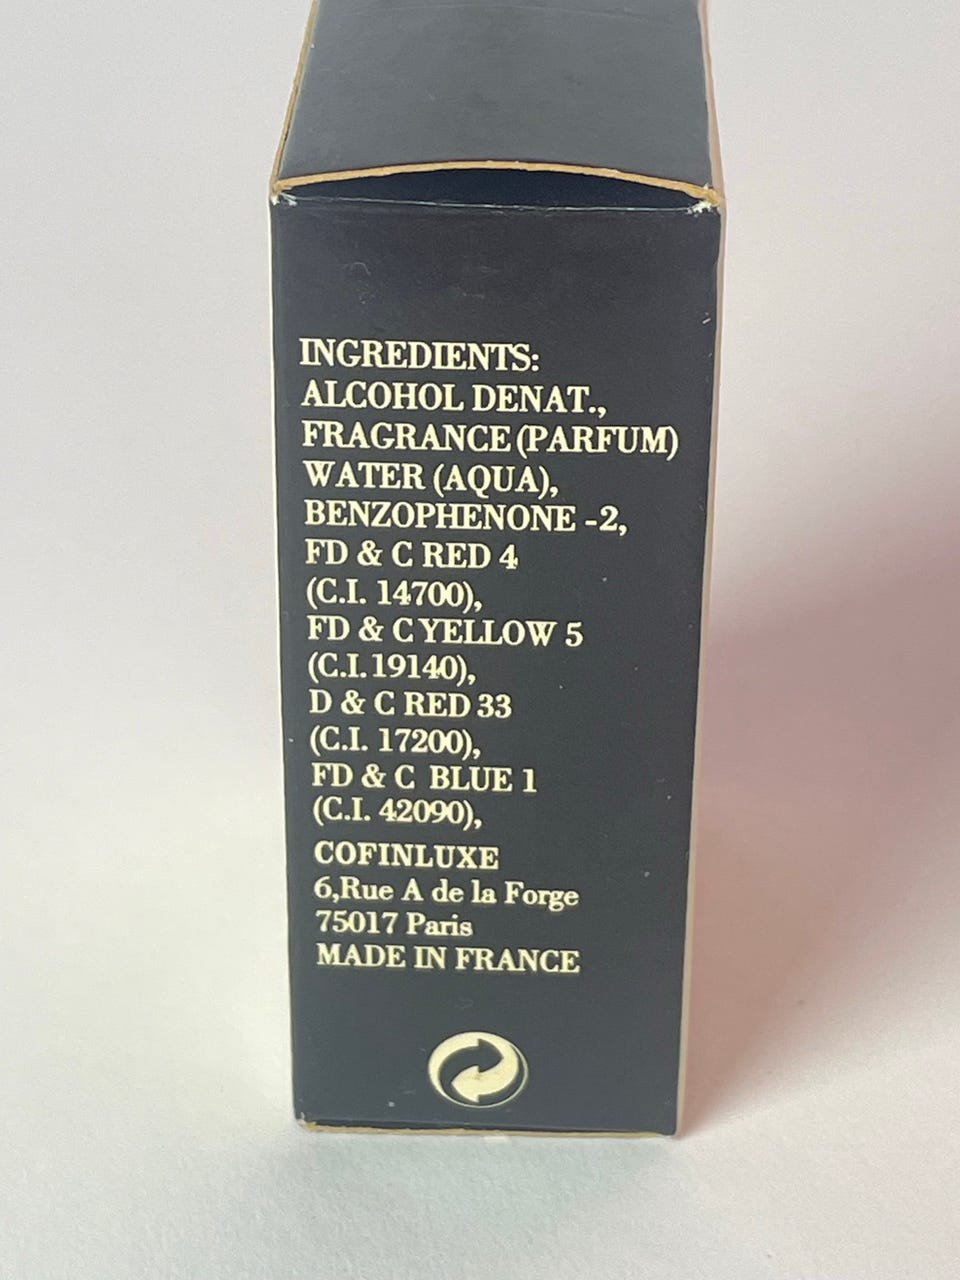 INGREDIENTS:
ALCOHOL DENAT.,
FRAGRANCE (PARFUM)
WATER (AQUA),
BENZOPHENONE -2,
FD & C RED 4
(C.I. 14700),
FD & C YELLOW 5
(C.I. 19140),
D & C RED 33
(C.I. 17200),
FD & C BLUE 1
(C.I. 42090),
COFINLUXE
6,Rue A de la Forge
75017 Paris
MADE IN FRANCE